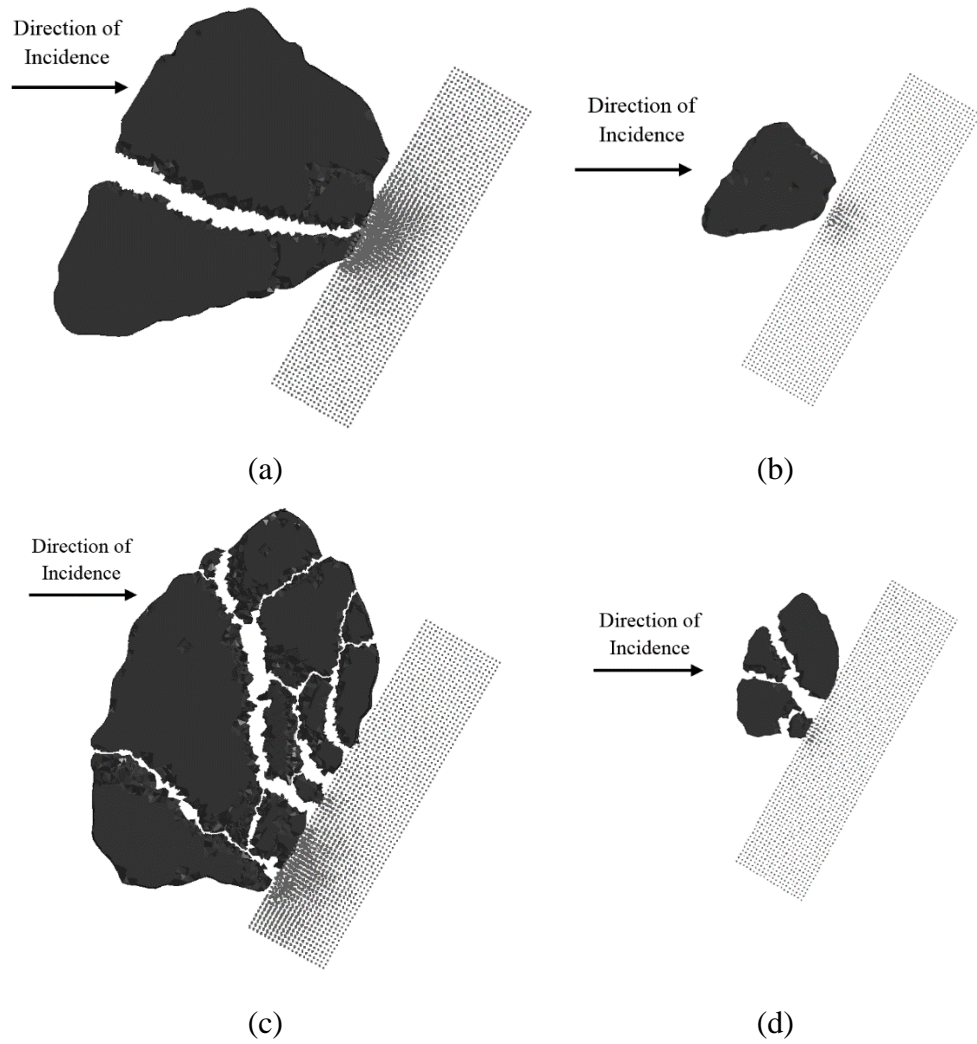 Direction of
Incidence
Direction of
Incidence
(a)
(b)
Direction of
Incidence
Direction of
Incidence
(c)
(d)